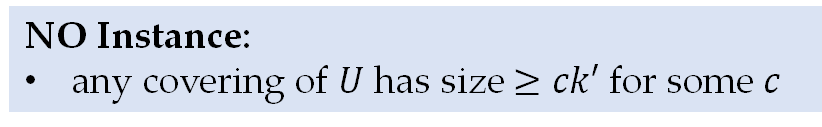 NO Instance:
• any covering of U has size ≥ ck′ for some c